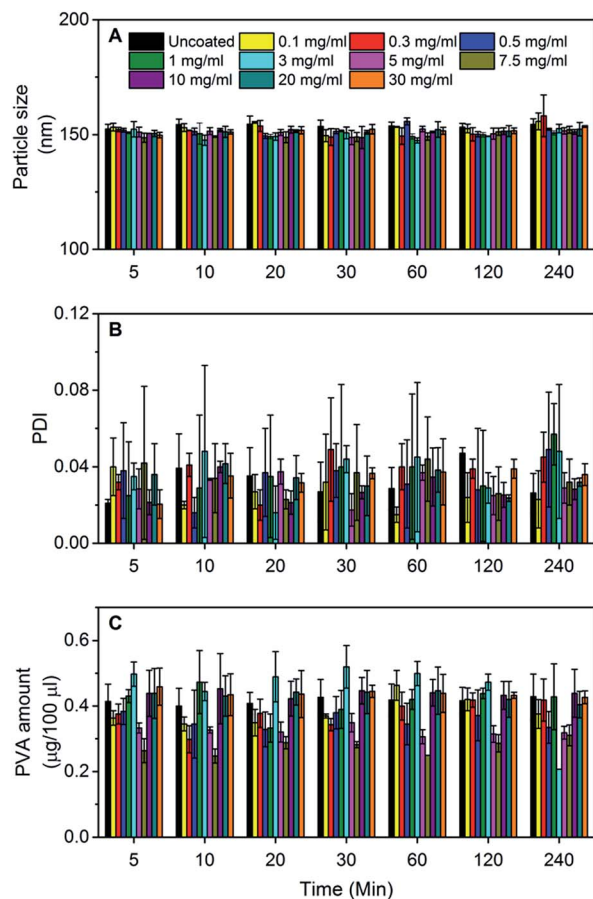 A
Uncoated 0.1 mg/ml 0.3 mg/ml 0.5 mg/ml
1 mg/ml 3 mg/ml 5 mg/ml 7.5 mg/ml
10 mg/ml 20 mg/ml 30 mg/ml
Particle size
(nm)
200
150
100
5 10 20 30 60 120 240
B
PDI
0.12
0.08
0.04
0.00
5 10 20 30 60 120 240
C
PVA amount
(μg/100 μl)
0.6
0.4
0.2
0.0
5 10 20 30 60 120 240
Time (Min)